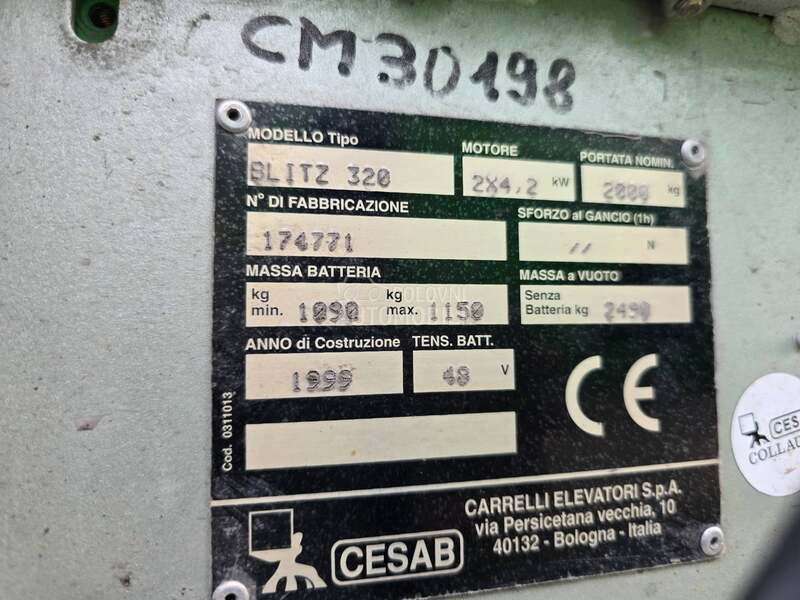 CM30198
MODELLO Tipo
BLITZ 320
MOTORE
2X4,2 kW
PORTATA NOMIN.
2000 kg
N° DI FABBRICAZIONE
174771
SFORZO al GANCIO (1h)
// N
MASSA BATTERIA
kg min. 1090 kg max. 1150
MASSA a VUOTO
Senza Batteria kg 2490
ANNO di Costruzione
1999
TENS. BATT.
48 V
CE
Cod. 0311013
CESAB
CARRELLI ELEVATORI S.p.A.
via Persicetana vecchia, 10
40132 - Bologna - Italia
CESA
COLLAU